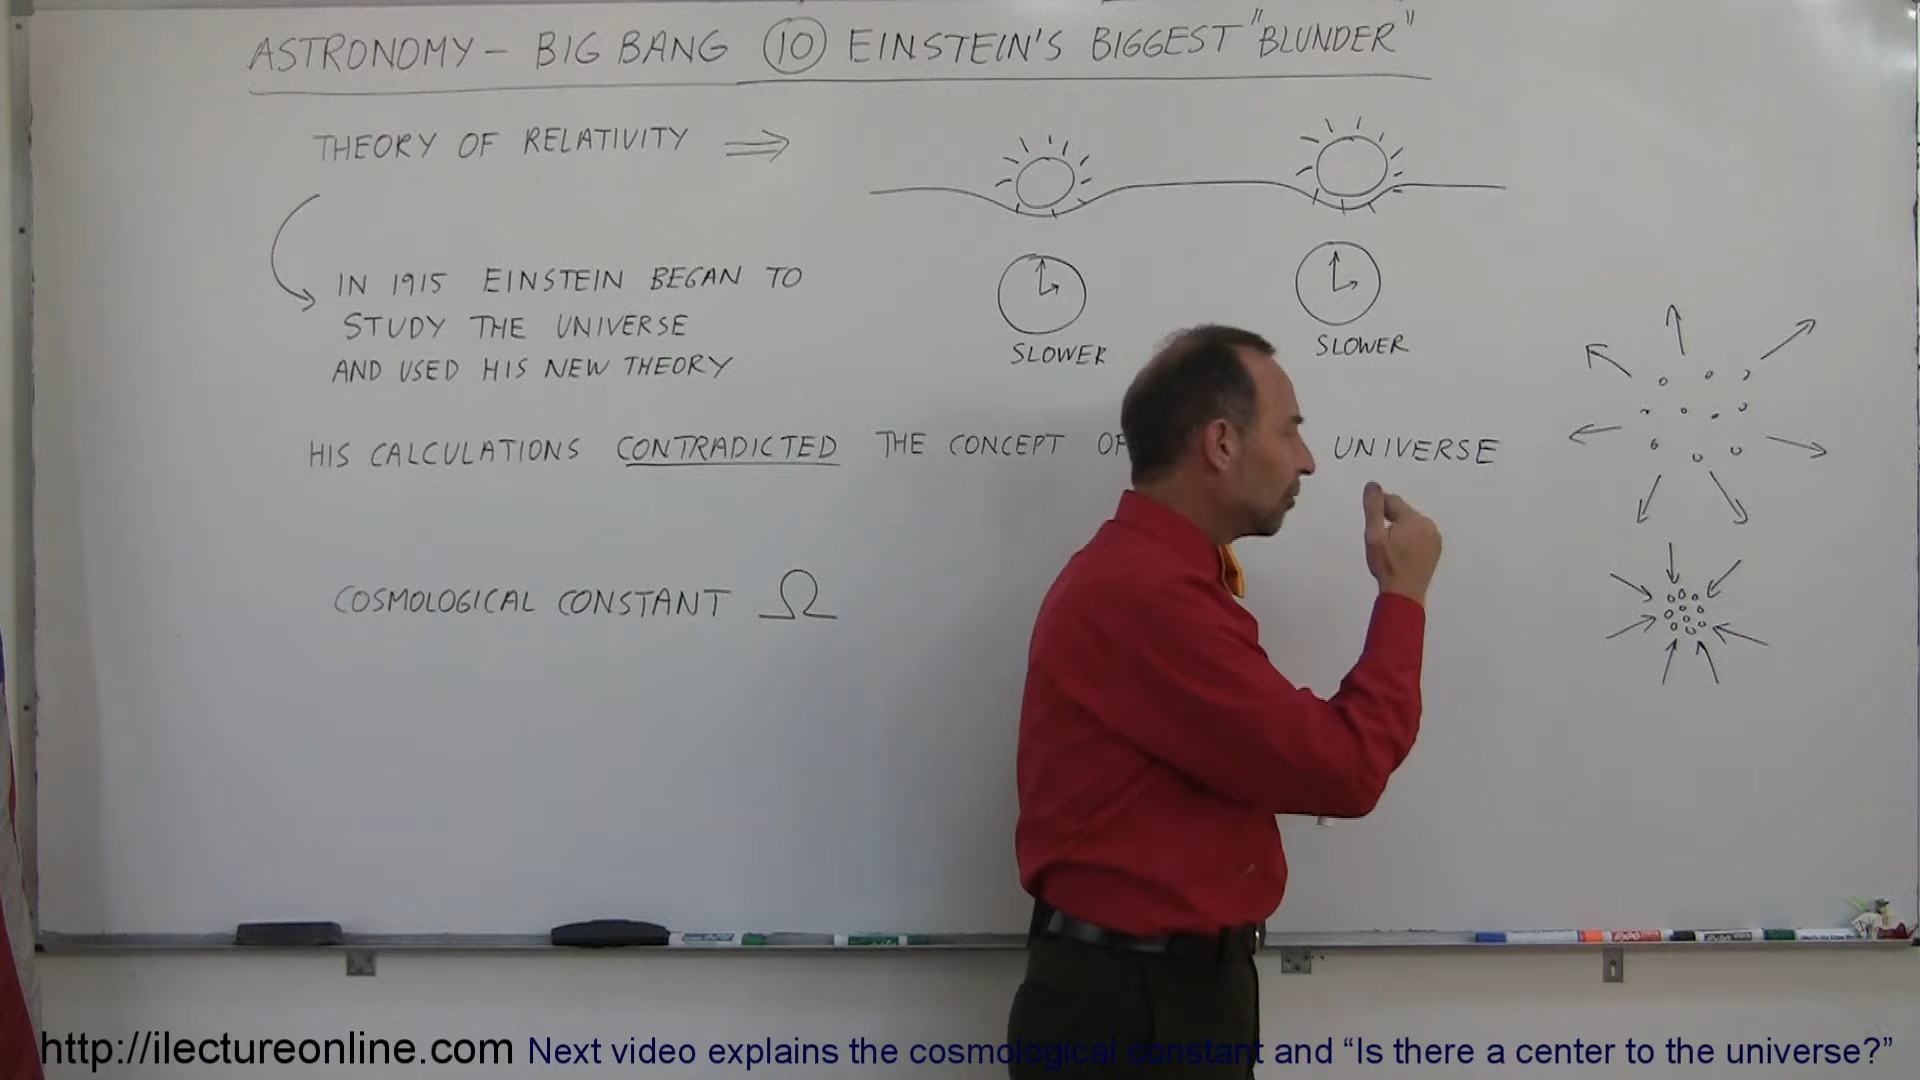 ASTRONOMY - BIG BANG 10 EINSTEIN'S BIGGEST "BLUNDER"
THEORY OF RELATIVITY ⇒
IN 1915 EINSTEIN BEGAN TO
STUDY THE UNIVERSE
AND USED HIS NEW THEORY
SLOWER
SLOWER
HIS CALCULATIONS CONTRADICTED THE CONCEPT OF UNIVERSE
COSMOLOGICAL CONSTANT Ω
http://ilectureonline.com Next video explains the cosmological constant and “Is there a center to the universe?”